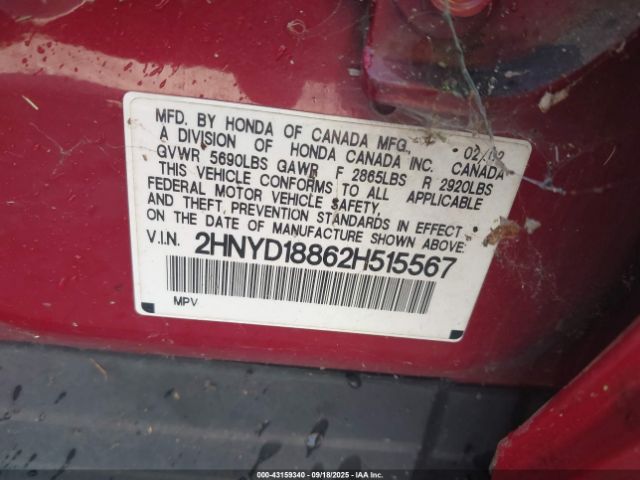 MFD. BY HONDA OF CANADA MFG., 02/02
A DIVISION OF HONDA CANADA INC. CANADA
GVWR 5690LBS GAWR F 2865LBS R 2920LBS
THIS VEHICLE CONFORMS TO ALL APPLICABLE
FEDERAL MOTOR VEHICLE SAFETY,
AND THEFT PREVENTION STANDARDS IN EFFECT
ON THE DATE OF MANUFACTURE SHOWN ABOVE.
V.I.N. 2HNYD18862H515567
MPV
000-43159340 - 09/18/2025 - IAA Inc.